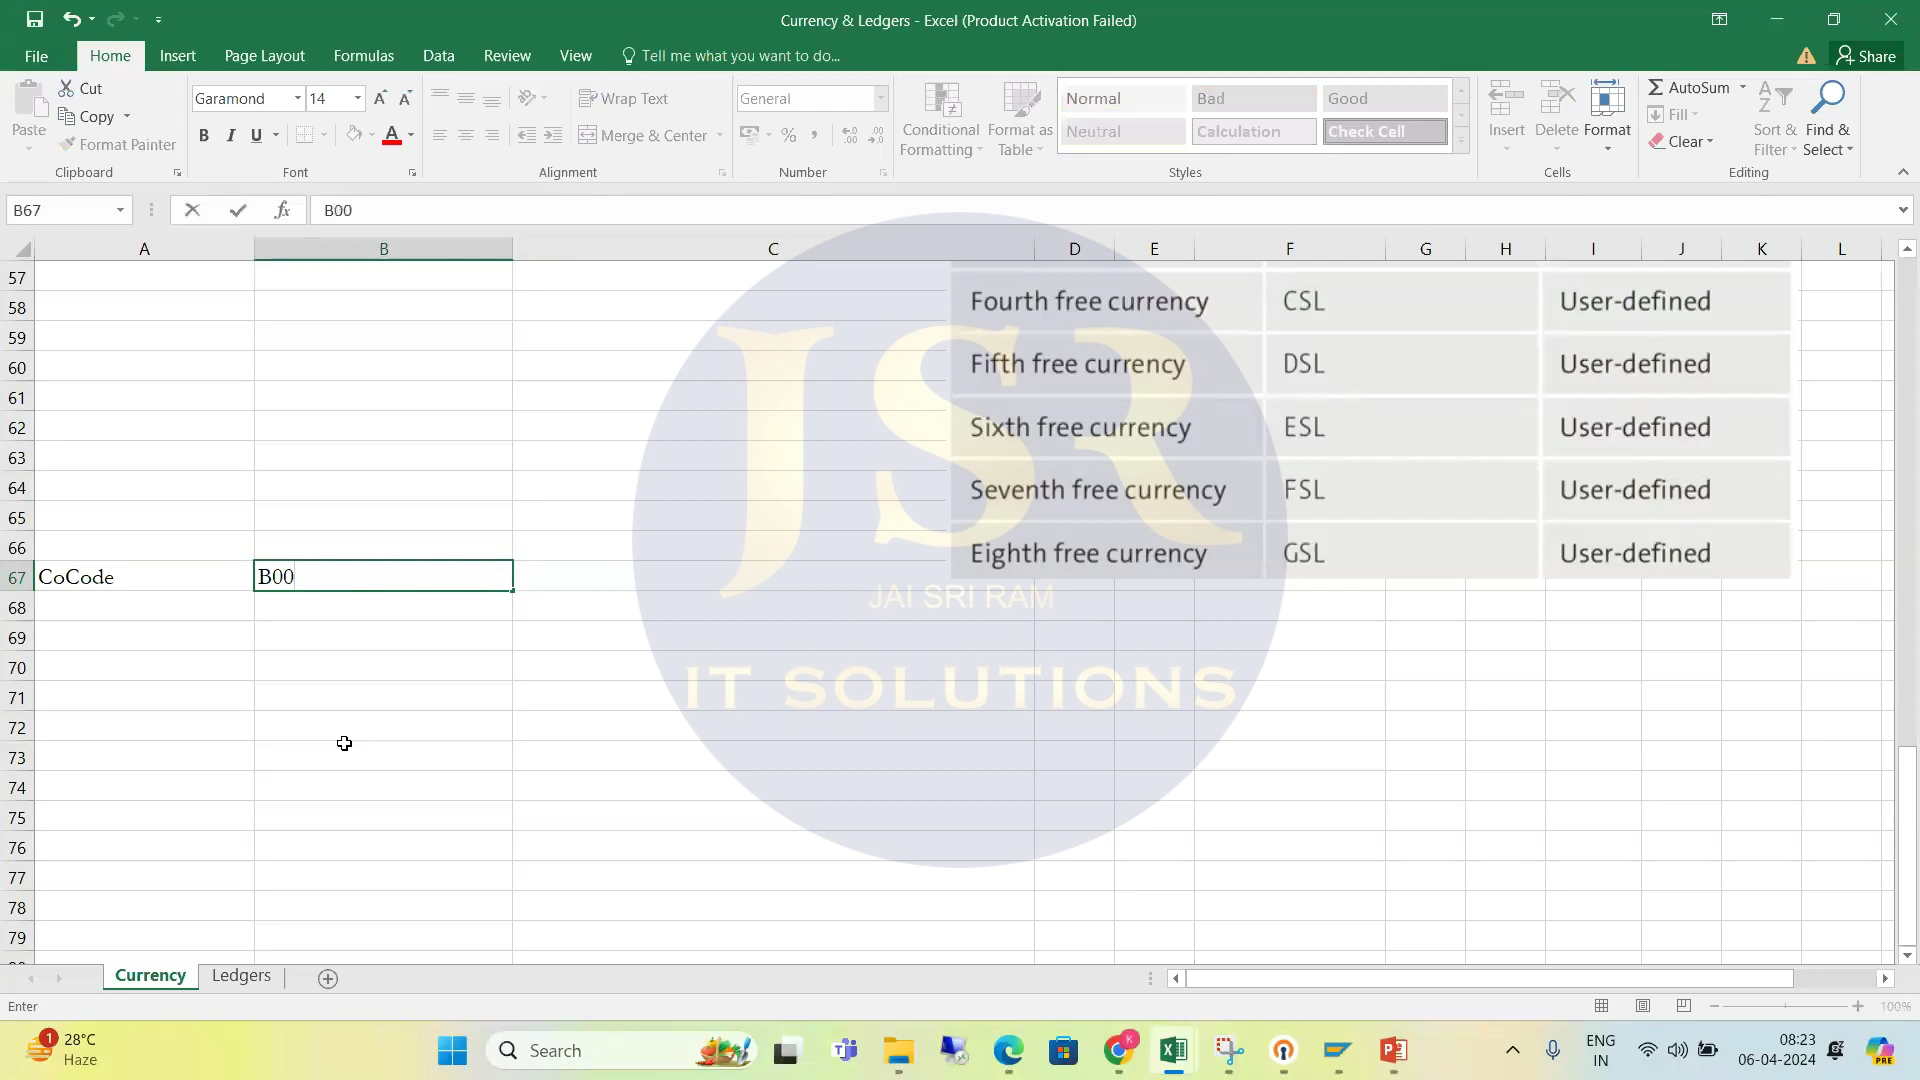 Currency & Ledgers - Excel (Product Activation Failed)
File Home Insert Page Layout Formulas Data Review View Tell me what you want to do... Share
Paste
Cut
Copy
Format Painter
Clipboard
Garamond 14
B I U A
Font
Wrap Text
Merge & Center
Alignment
General
%
Number
Conditional Formatting
Format as Table
Normal Bad Good
Neutral Calculation Check Cell
Styles
Insert Delete Format
Cells
AutoSum
Fill
Clear
Sort & Filter
Find & Select
Editing
B67 fx B00
A B C D E F G H I J K L
57
58 Fourth free currency CSL User-defined
59
60 Fifth free currency DSL User-defined
61
62 Sixth free currency ESL User-defined
63
64 Seventh free currency FSL User-defined
65
66 Eighth free currency GSL User-defined
67 CoCode B00
68
69
70
71
72
73
74
75
76
77
78
79
JSR
JAI SRI RAM
IT SOLUTIONS
Currency Ledgers
Enter 100%
1 28°C
Haze
Search
K
ENG
IN
08:23
06-04-2024
PRE